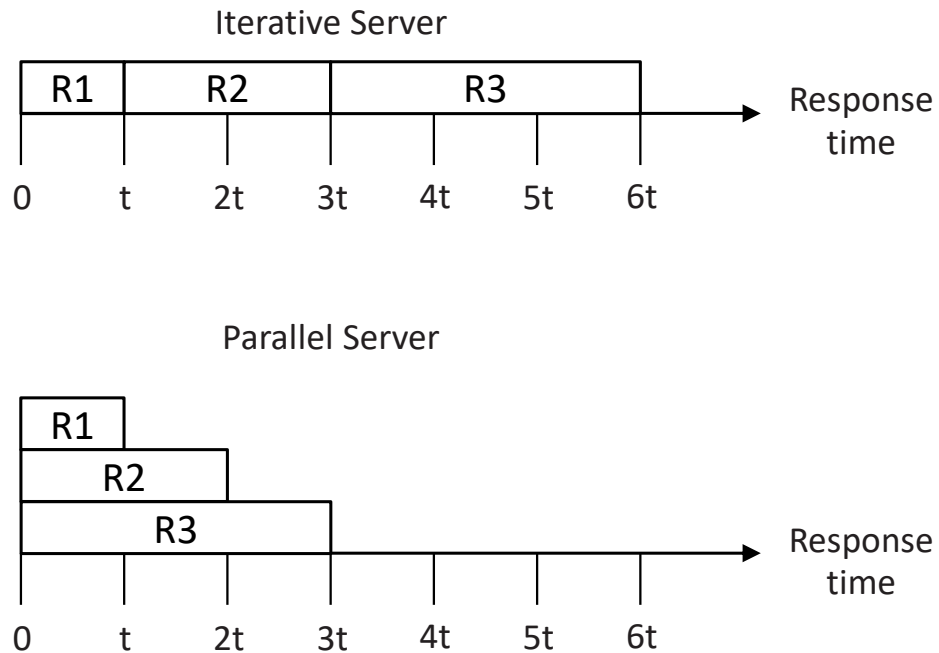 Iterative Server
R1 R2 R3
Response
time
0 t 2t 3t 4t 5t 6t
Parallel Server
R1
R2
R3
Response
time
0 t 2t 3t 4t 5t 6t